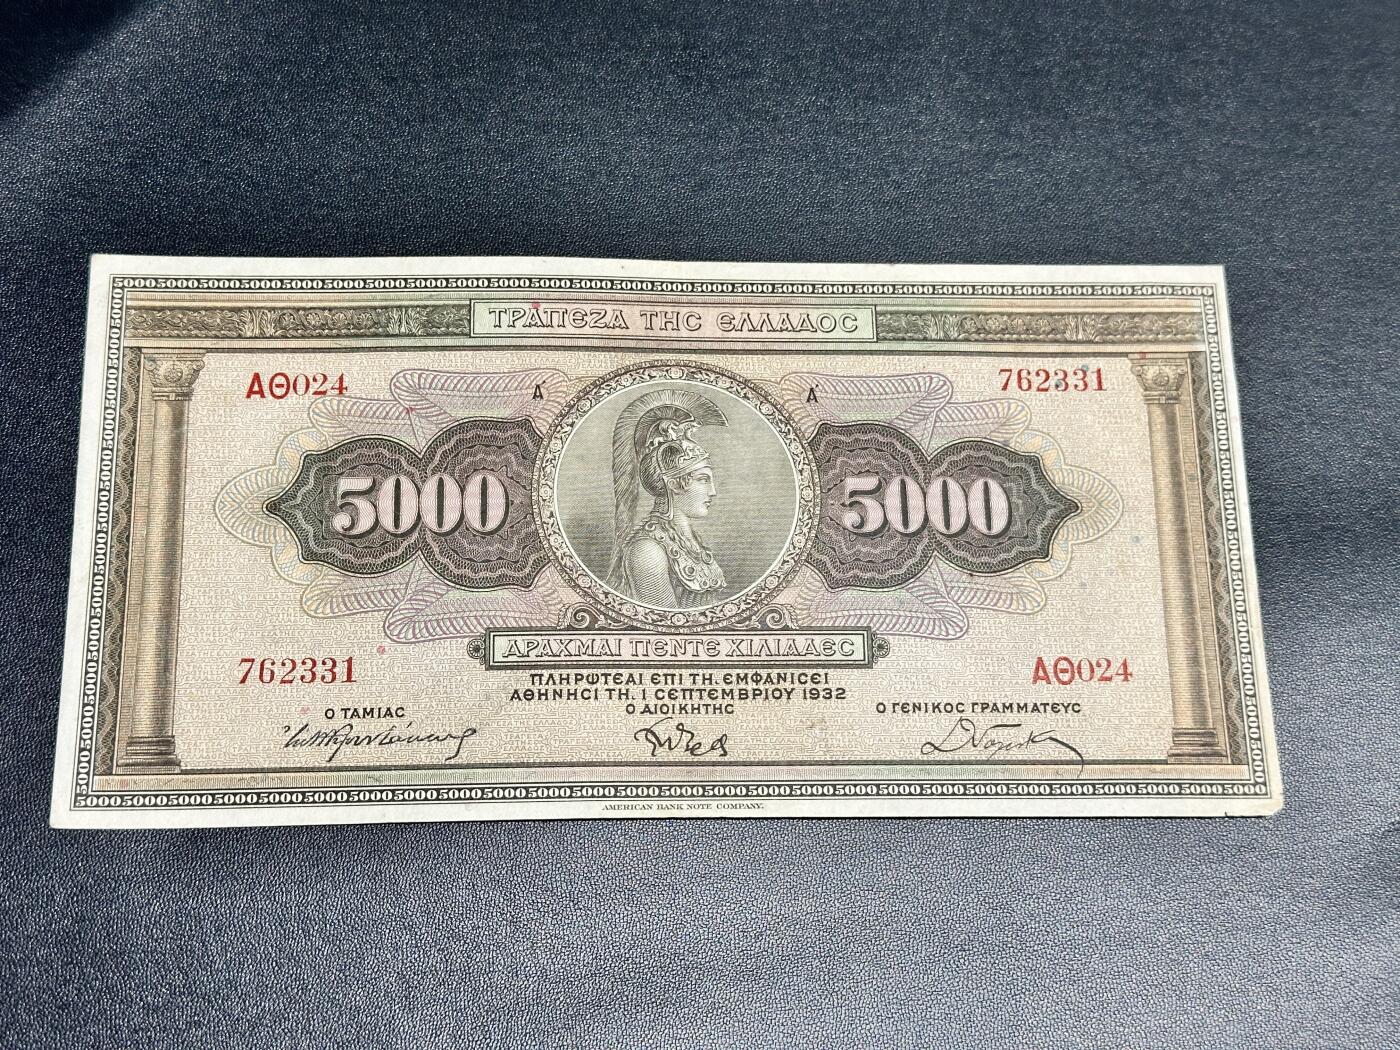 ΤΡΑΠΕΖΑ ΤΗΣ ΕΛΛΑΔΟΣ
ΑΘ024
Α΄
Α΄
762331
5000
5000
ΔΡΑΧΜΑΙ ΠΕΝΤΕ ΧΙΛΙΑΔΕΣ
762331
ΑΘ024
ΠΛΗΡΩΤΕΑΙ ΕΠΙ ΤΗ. ΕΜΦΑΝΙΣΕΙ
ΑΘΗΝΗΣΙ ΤΗ. 1 ΣΕΠΤΕΜΒΡΙΟΥ 1932
Ο ΤΑΜΙΑΣ
Ο ΔΙΟΙΚΗΤΗΣ
Ο ΓΕΝΙΚΟΣ ΓΡΑΜΜΑΤΕΥΣ
AMERICAN BANK NOTE COMPANY.